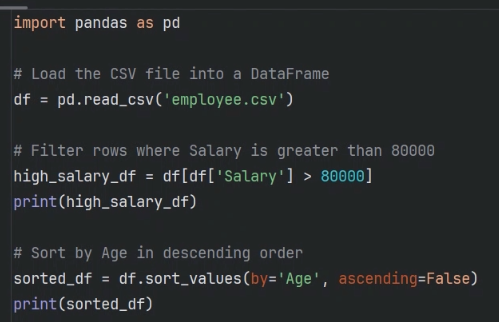 import pandas as pd
# Load the CSV file into a DataFrame
df = pd.read_csv('employee.csv')
# Filter rows where Salary is greater than 80000
high_salary_df = df[df['Salary'] > 80000]
print(high_salary_df)
# Sort by Age in descending order
sorted_df = df.sort_values(by='Age', ascending=False)
print(sorted_df)